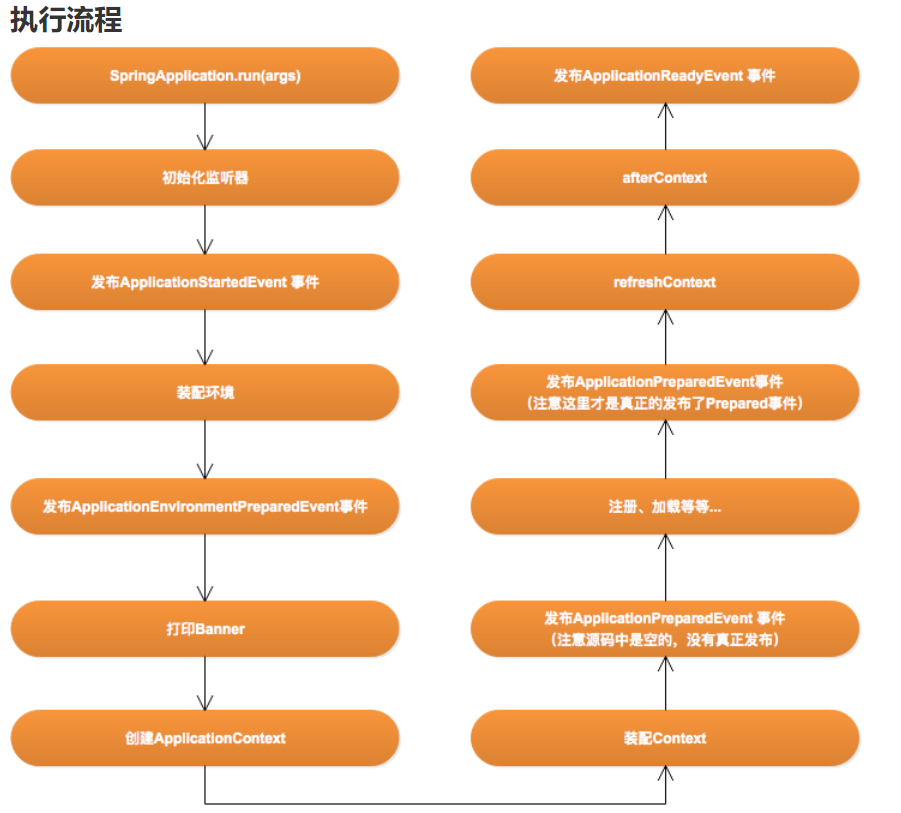 执行流程
SpringApplication.run(args)
初始化监听器
发布ApplicationStartedEvent 事件
装配环境
发布ApplicationEnvironmentPreparedEvent事件
打印Banner
创建ApplicationContext
装配Context
发布ApplicationPreparedEvent 事件
（注意源码中是空的，没有真正发布）
注册、加载等等...
发布ApplicationPreparedEvent事件
（注意这里才是真正的发布了Prepared事件）
refreshContext
afterContext
发布ApplicationReadyEvent 事件